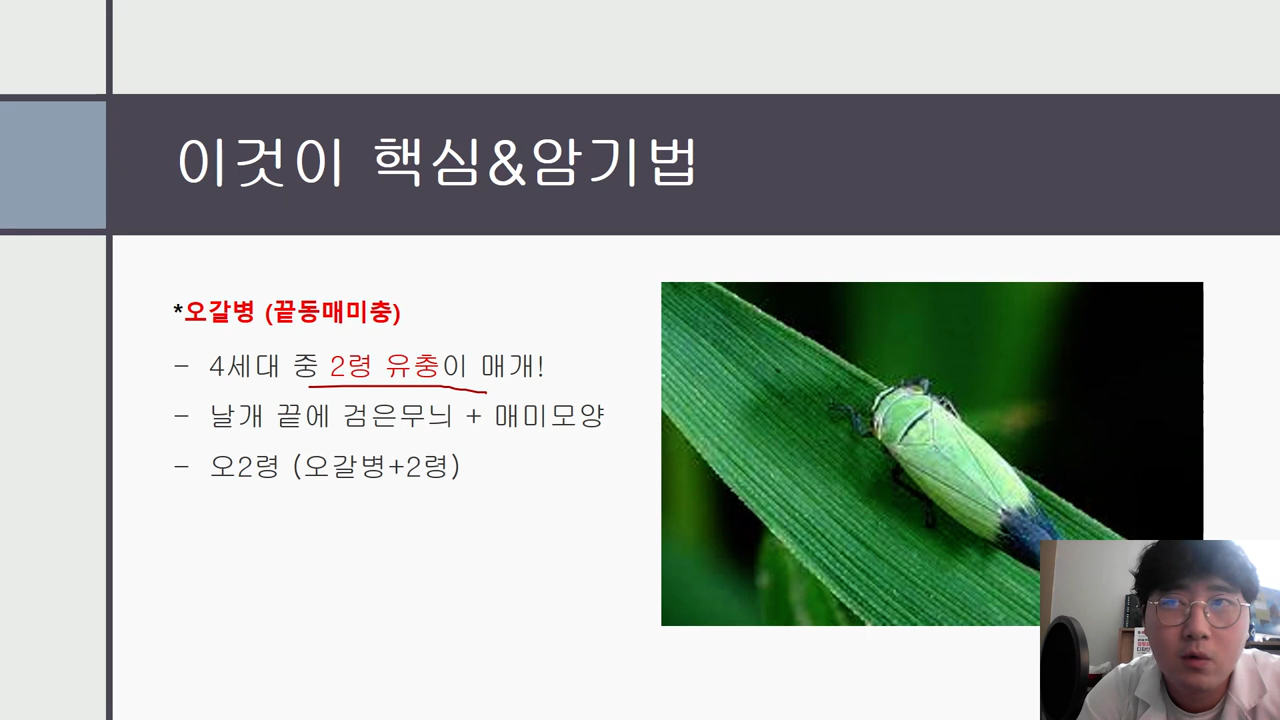 이것이 핵심&암기법
*오갈병 (끝동매미충)
- 4세대 중 2령 유충이 매개!
- 날개 끝에 검은무늬 + 매미모양
- 오2령 (오갈병+2령)